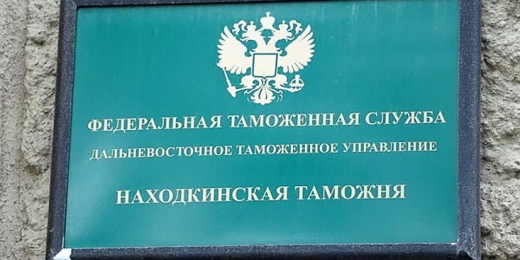 ФЕДЕРАЛЬНАЯ ТАМОЖЕННАЯ СЛУЖБА
ДАЛЬНЕВОСТОЧНОЕ ТАМОЖЕННОЕ УПРАВЛЕНИЕ
НАХОДКИНСКАЯ ТАМОЖНЯ